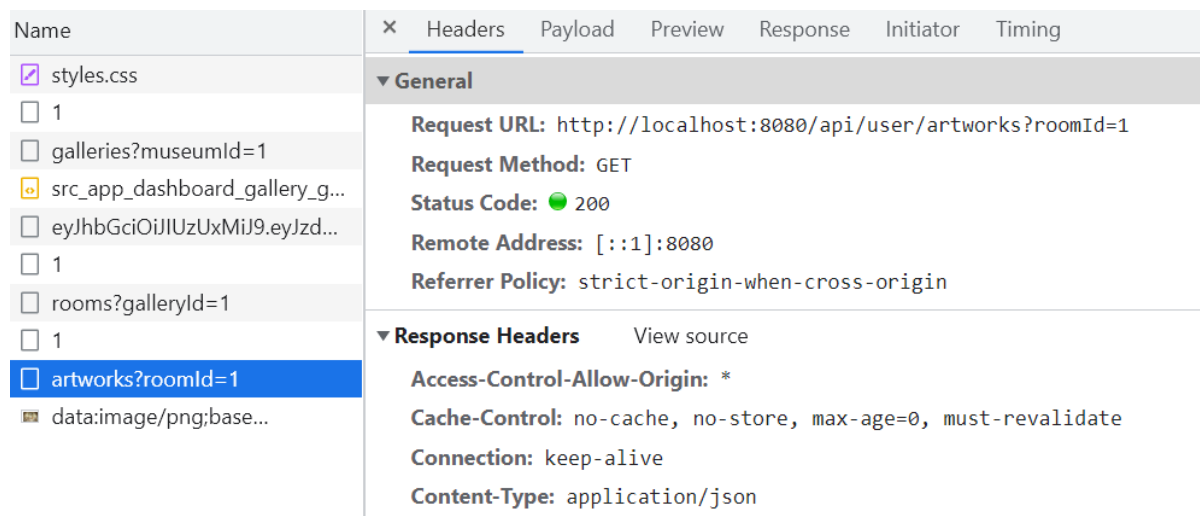 Name
styles.css
1
galleries?museumId=1
src_app_dashboard_gallery_g...
eyJhbGciOiJIUzUxMiJ9.eyJzd...
1
rooms?galleryId=1
1
artworks?roomId=1
data:image/png;base...
× Headers Payload Preview Response Initiator Timing
▼ General
Request URL: http://localhost:8080/api/user/artworks?roomId=1
Request Method: GET
Status Code: 200
Remote Address: [::1]:8080
Referrer Policy: strict-origin-when-cross-origin
▼ Response Headers View source
Access-Control-Allow-Origin: *
Cache-Control: no-cache, no-store, max-age=0, must-revalidate
Connection: keep-alive
Content-Type: application/json